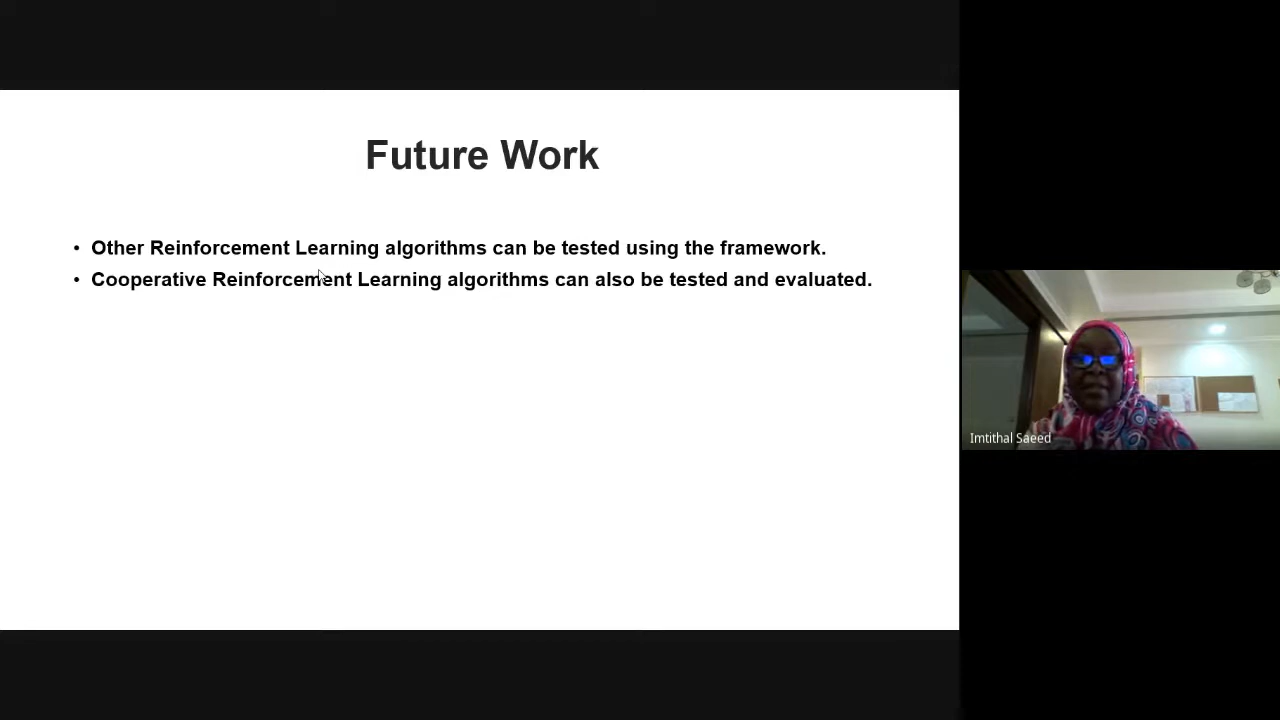 Future Work
• Other Reinforcement Learning algorithms can be tested using the framework.
• Cooperative Reinforcement Learning algorithms can also be tested and evaluated.
Imtithal Saeed